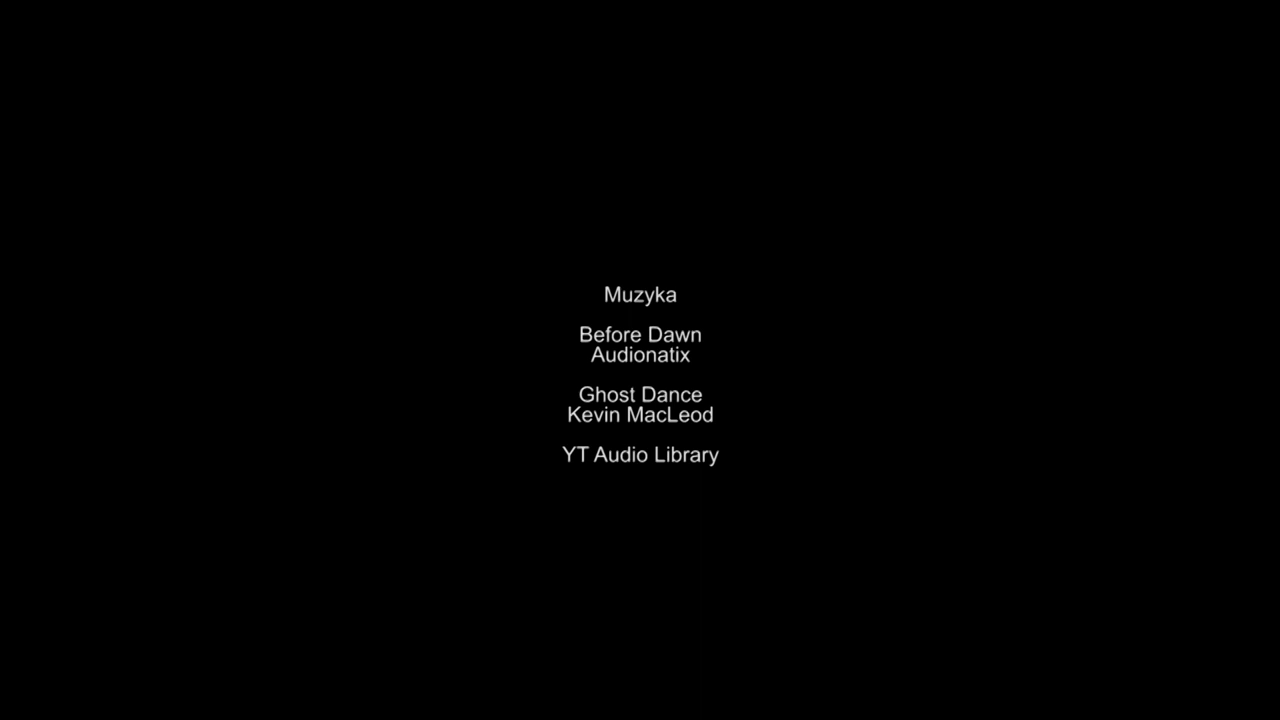 Muzyka
Before Dawn
Audionatix
Ghost Dance
Kevin MacLeod
YT Audio Library